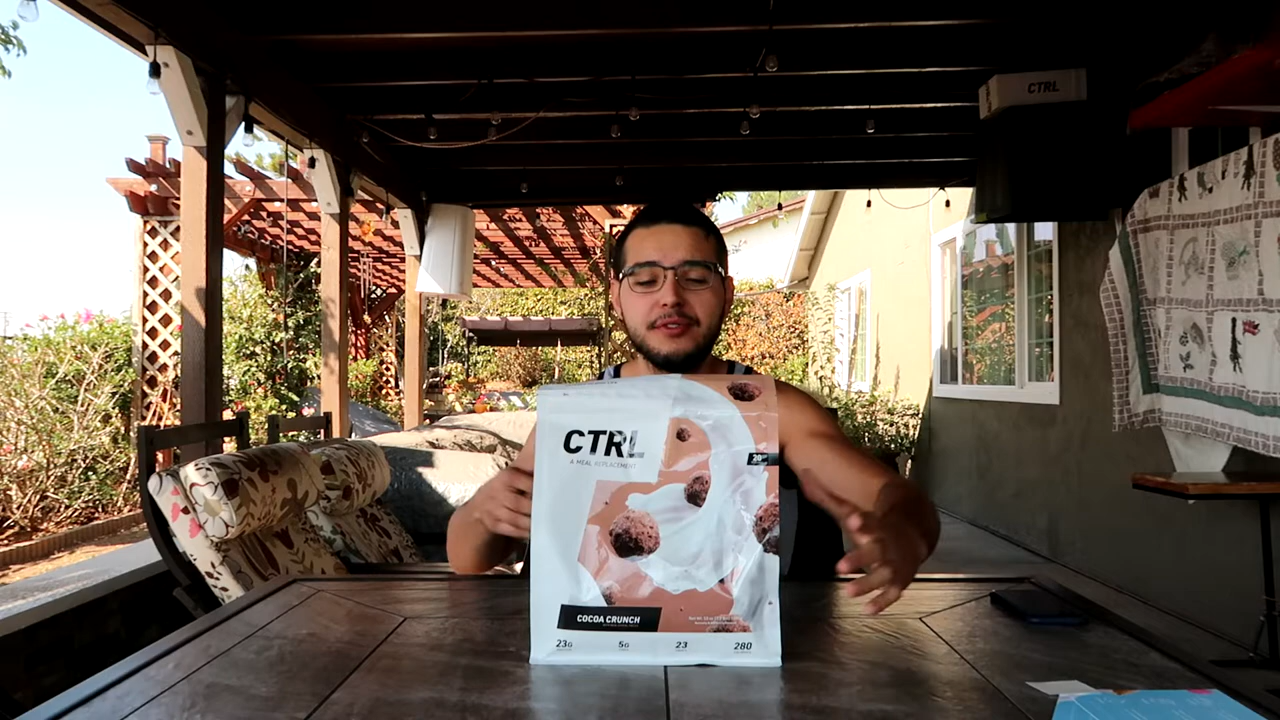 CTRL
CTRL
A MEAL REPLACEMENT
20
COCOA CRUNCH
23G
5G
23
280